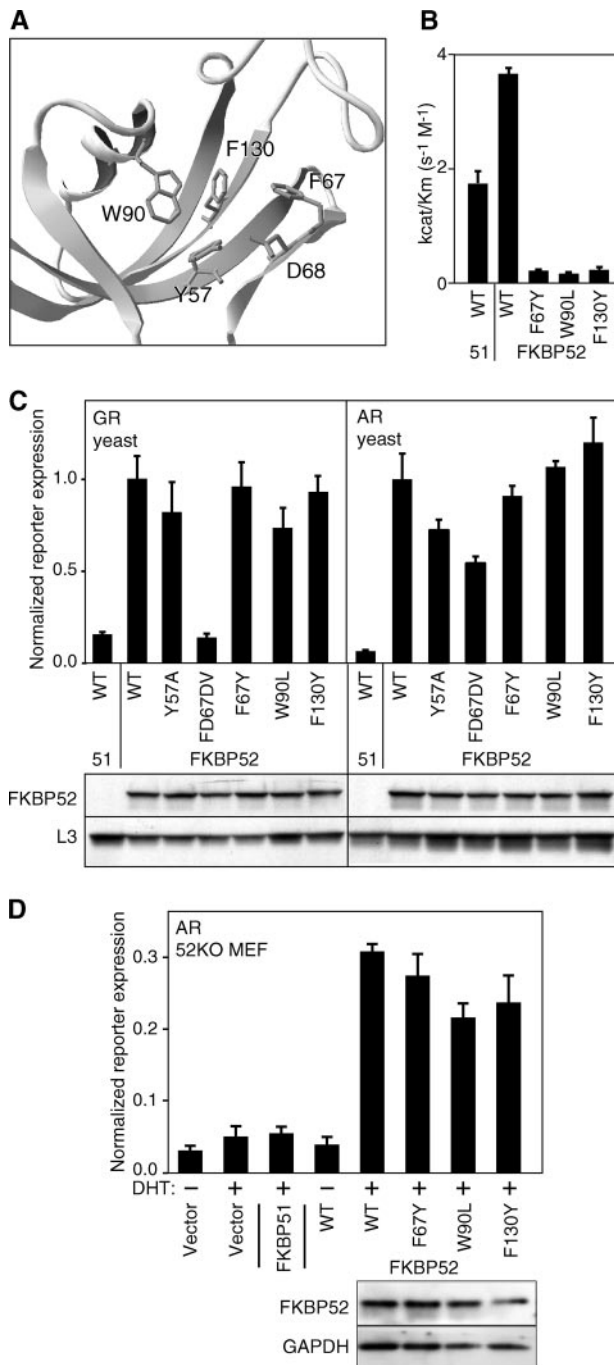 A
W90
F130
F67
Y57
D68
B
kcat/Km (s⁻¹ M⁻¹)
4
2
0
WT
WT
F67Y
W90L
F130Y
51
FKBP52
C
Normalized reporter expression
GR
yeast
AR
yeast
1.0
0.5
0.0
WT
WT
Y57A
FD67DV
F67Y
W90L
F130Y
WT
WT
Y57A
FD67DV
F67Y
W90L
F130Y
51
FKBP52
51
FKBP52
FKBP52
L3
D
Normalized reporter expression
AR
52KO MEF
0.3
0.2
0.1
0.0
DHT: – + + – + + + +
Vector
Vector
FKBP51
WT
WT
F67Y
W90L
F130Y
FKBP52
FKBP52
GAPDH